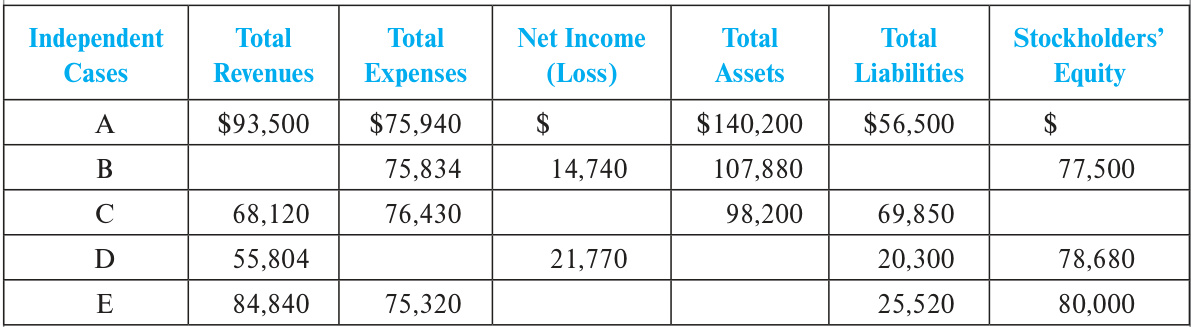 Independent Cases Total Revenues Total Expenses Net Income (Loss) Total Assets Total Liabilities Stockholders’ Equity
A $93,500 $75,940 $ $140,200 $56,500 $
B 75,834 14,740 107,880 77,500
C 68,120 76,430 98,200 69,850
D 55,804 21,770 20,300 78,680
E 84,840 75,320 25,520 80,000